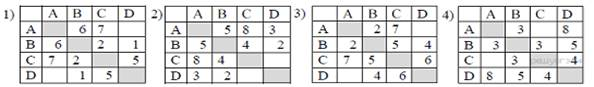 1) A B C D 2) A B C D 3) A B C D 4) A B C D
A 6 7 A 5 8 3 A 2 7 A 3 8
B 6 2 1 B 5 4 2 B 2 5 4 B 3 3 5
C 7 2 5 C 8 4 C 7 5 6 C 3 4
D 1 5 D 3 2 D 4 6 D 8 5 4